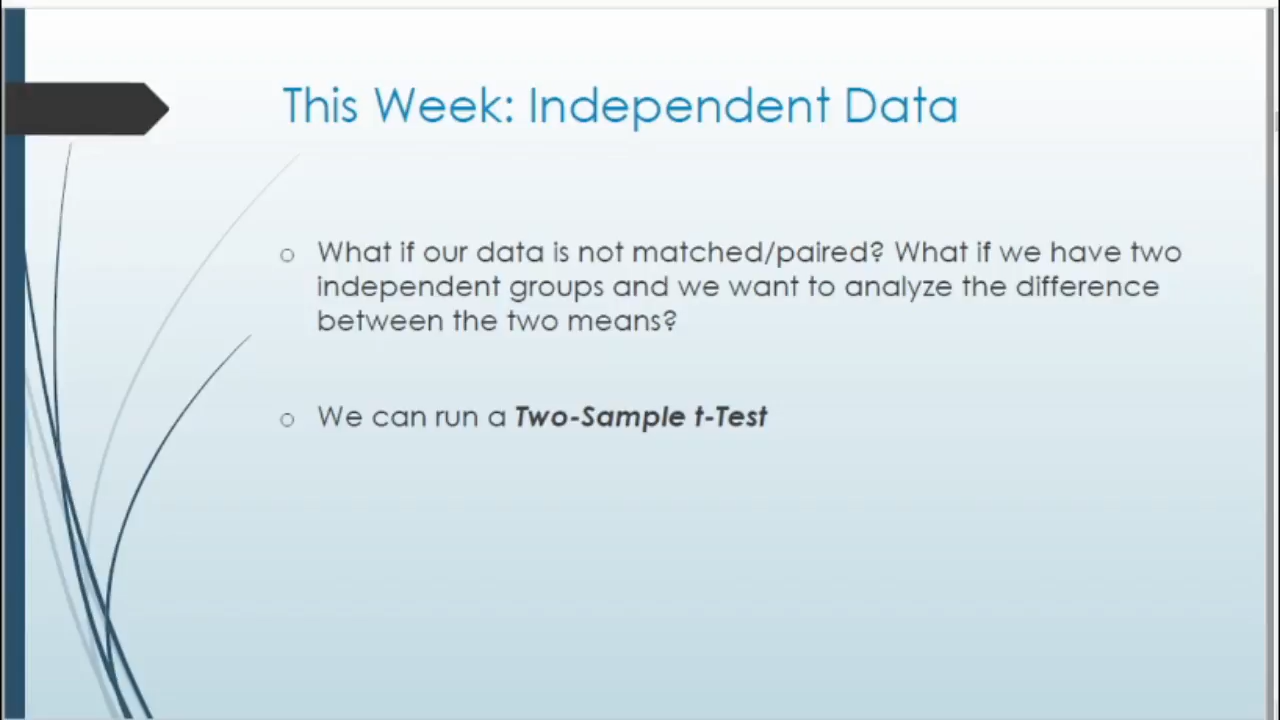 This Week: Independent Data
What if our data is not matched/paired? What if we have two
independent groups and we want to analyze the difference
between the two means?
We can run a Two-Sample t-Test